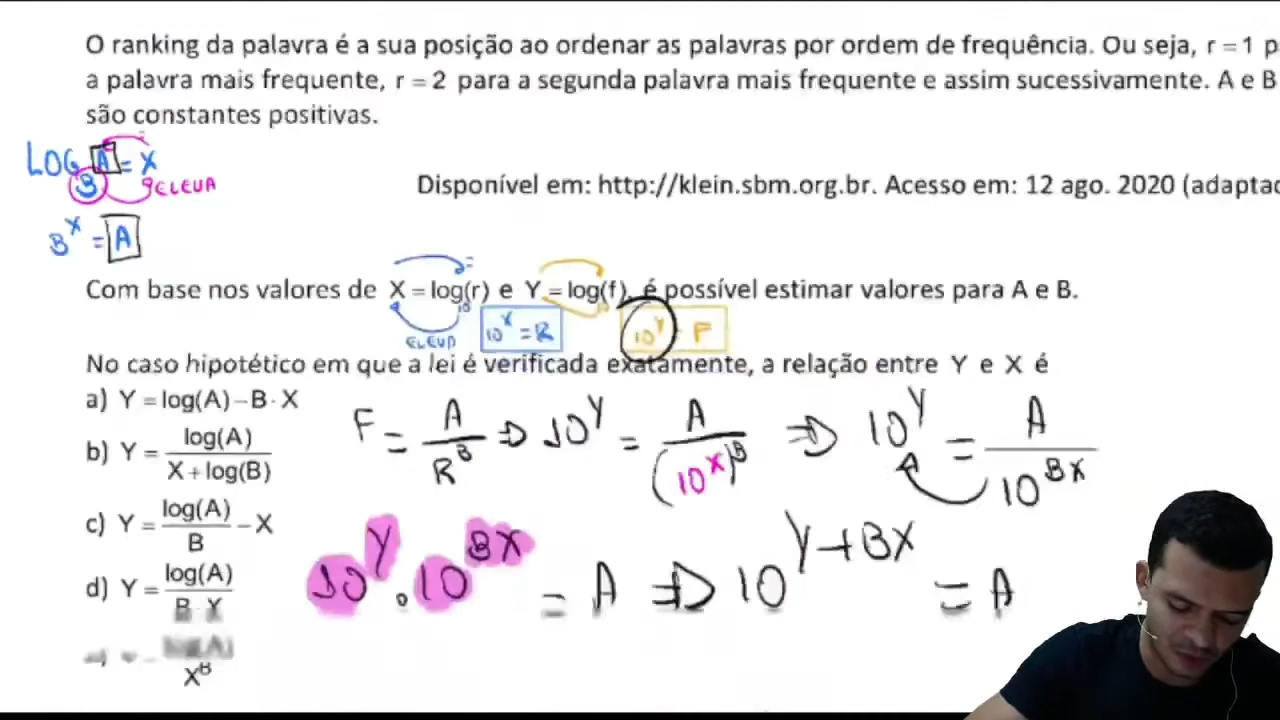 O ranking da palavra é a sua posição ao ordenar as palavras por ordem de frequência. Ou seja, r = 1 p
a palavra mais frequente, r = 2 para a segunda palavra mais frequente e assim sucessivamente. A e B
são constantes positivas.
LOG_B A = X
ELEVA
B^X = A
Disponível em: http://klein.sbm.org.br. Acesso em: 12 ago. 2020 (adaptad
Com base nos valores de X = log(r) e Y = log(f), é possível estimar valores para A e B.
10 10
ELEVA 10^X = R 10^Y = F
No caso hipotético em que a lei é verificada exatamente, a relação entre Y e X é
a) Y = log(A) – B · X
b) Y = log(A) / (X + log(B))
c) Y = log(A) / B – X
d) Y = log(A) / (B · X)
log(A) / X^B
F = A / R^B ⇒ 10^Y = A / (10^X)^B ⇒ 10^Y = A / 10^BX
10^Y . 10^BX = A ⇒ 10^Y+BX = A